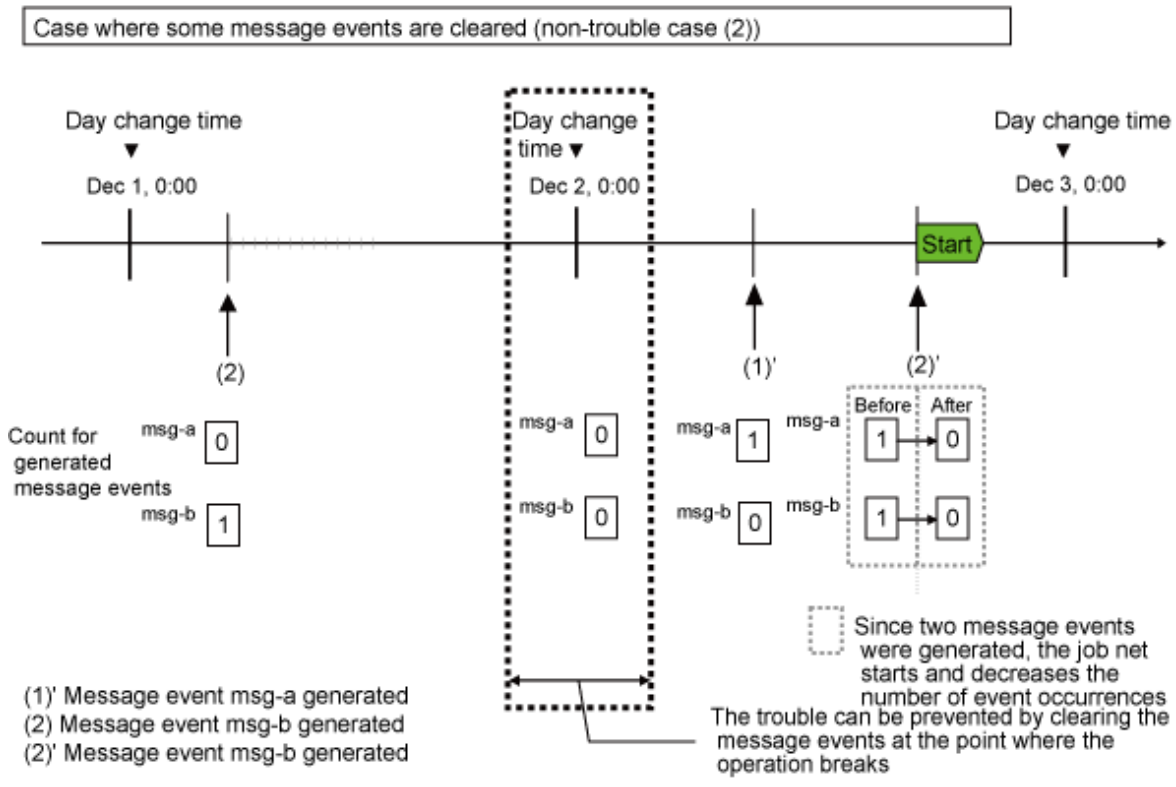 Case where some message events are cleared (non-trouble case (2))
Day change time
▼
Dec 1, 0:00
Day change
time ▼
Dec 2, 0:00
Day change time
▼
Dec 3, 0:00
Start
(2)
(1)'
(2)'
Count for
generated
message events
msg-a 0
msg-b 1
msg-a 0
msg-b 0
msg-a 1
msg-b 0
Before After
msg-a 1 0
msg-b 1 0
Since two message events
were generated, the job net
starts and decreases the
number of event occurrences
(1)' Message event msg-a generated
(2) Message event msg-b generated
(2)' Message event msg-b generated
The trouble can be prevented by clearing the
message events at the point where the
operation breaks